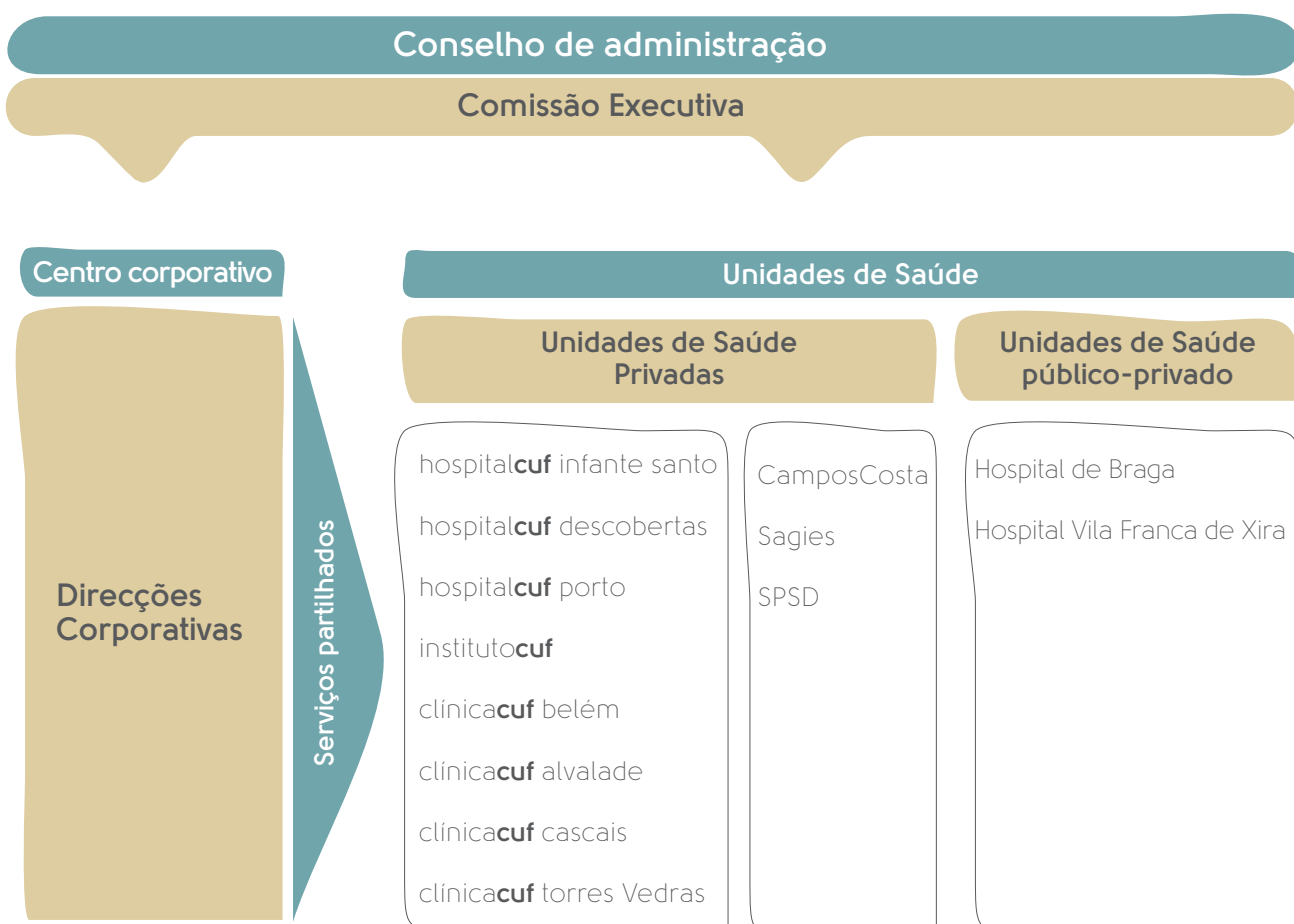 Conselho de administração
Comissão Executiva
Centro corporativo
Direcções
Corporativas
Serviços partilhados
Unidades de Saúde
Unidades de Saúde
Privadas
hospitalcuf infante santo
hospitalcuf descobertas
hospitalcuf porto
institutocuf
clínicacuf belém
clínicacuf alvalade
clínicacuf cascais
clínicacuf torres Vedras
CamposCosta
Sagies
SPSD
Unidades de Saúde
público-privado
Hospital de Braga
Hospital Vila Franca de Xira